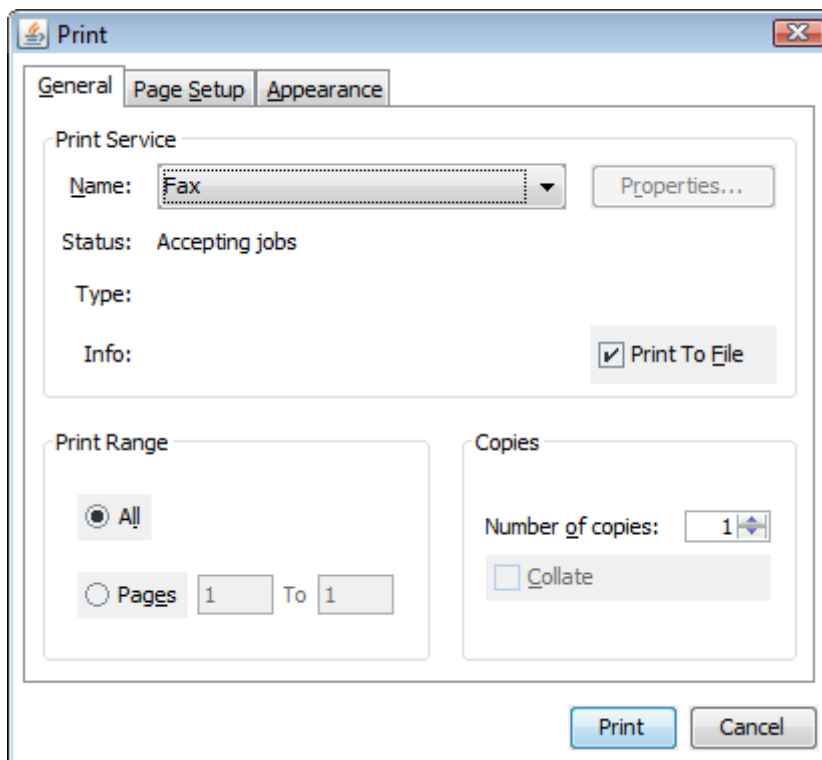 Print
General Page Setup Appearance
Print Service
Name: Fax Properties...
Status: Accepting jobs
Type:
Info: Print To File
Print Range Copies
All
Number of copies: 1
Pages 1 To 1 Collate
Print Cancel